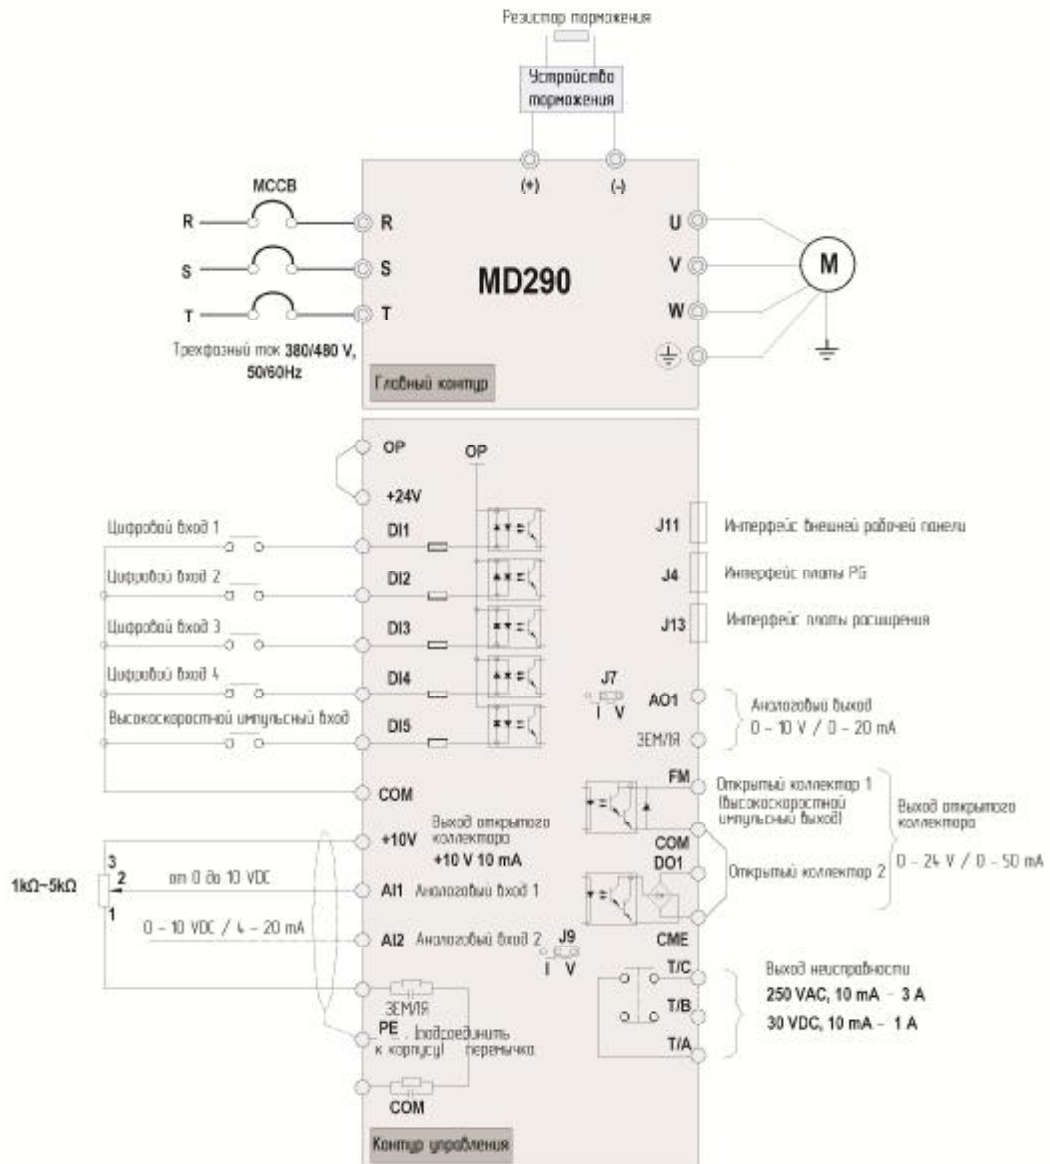 Резистор торможения
Устройство
торможения
(+)
(-)
MCCB
R
R
U
S
S
V
M
MD290
T
T
W
Трехфазный ток 380/480 V,
50/60Hz
Главный контур
OP
OP
+24V
Цифровой вход 1
DI1
J11
Интерфейс внешней рабочей панели
Цифровой вход 2
DI2
J4
Интерфейс платы PG
Цифровой вход 3
DI3
J13
Интерфейс платы расширения
Цифровой вход 4
DI4
J7
I V
AO1
Аналоговый выход
0 – 10 V / 0 – 20 mA
ЗЕМЛЯ
Высокоскоростной импульсный вход
DI5
FM
Открытый коллектор 1
(высокоскоростной
импульсный выход)
COM
COM
DO1
Открытый коллектор 2
Выход открытого
коллектора
0 – 24 V / 0 – 50 mA
+10V
Выход открытого
коллектора
+10 V 10 mA
1kΩ~5kΩ
3
2
1
от 0 до 10 VDC
AI1 Аналоговый вход 1
0 – 10 VDC / 4 – 20 mA
AI2 Аналоговый вход 2
J9
I V
CME
T/C
T/B
T/A
Выход неисправности
250 VAC, 10 mA – 3 A
30 VDC, 10 mA – 1 A
ЗЕМЛЯ
PE (подсоединить
к корпусу) перемычка
COM
Контур управления